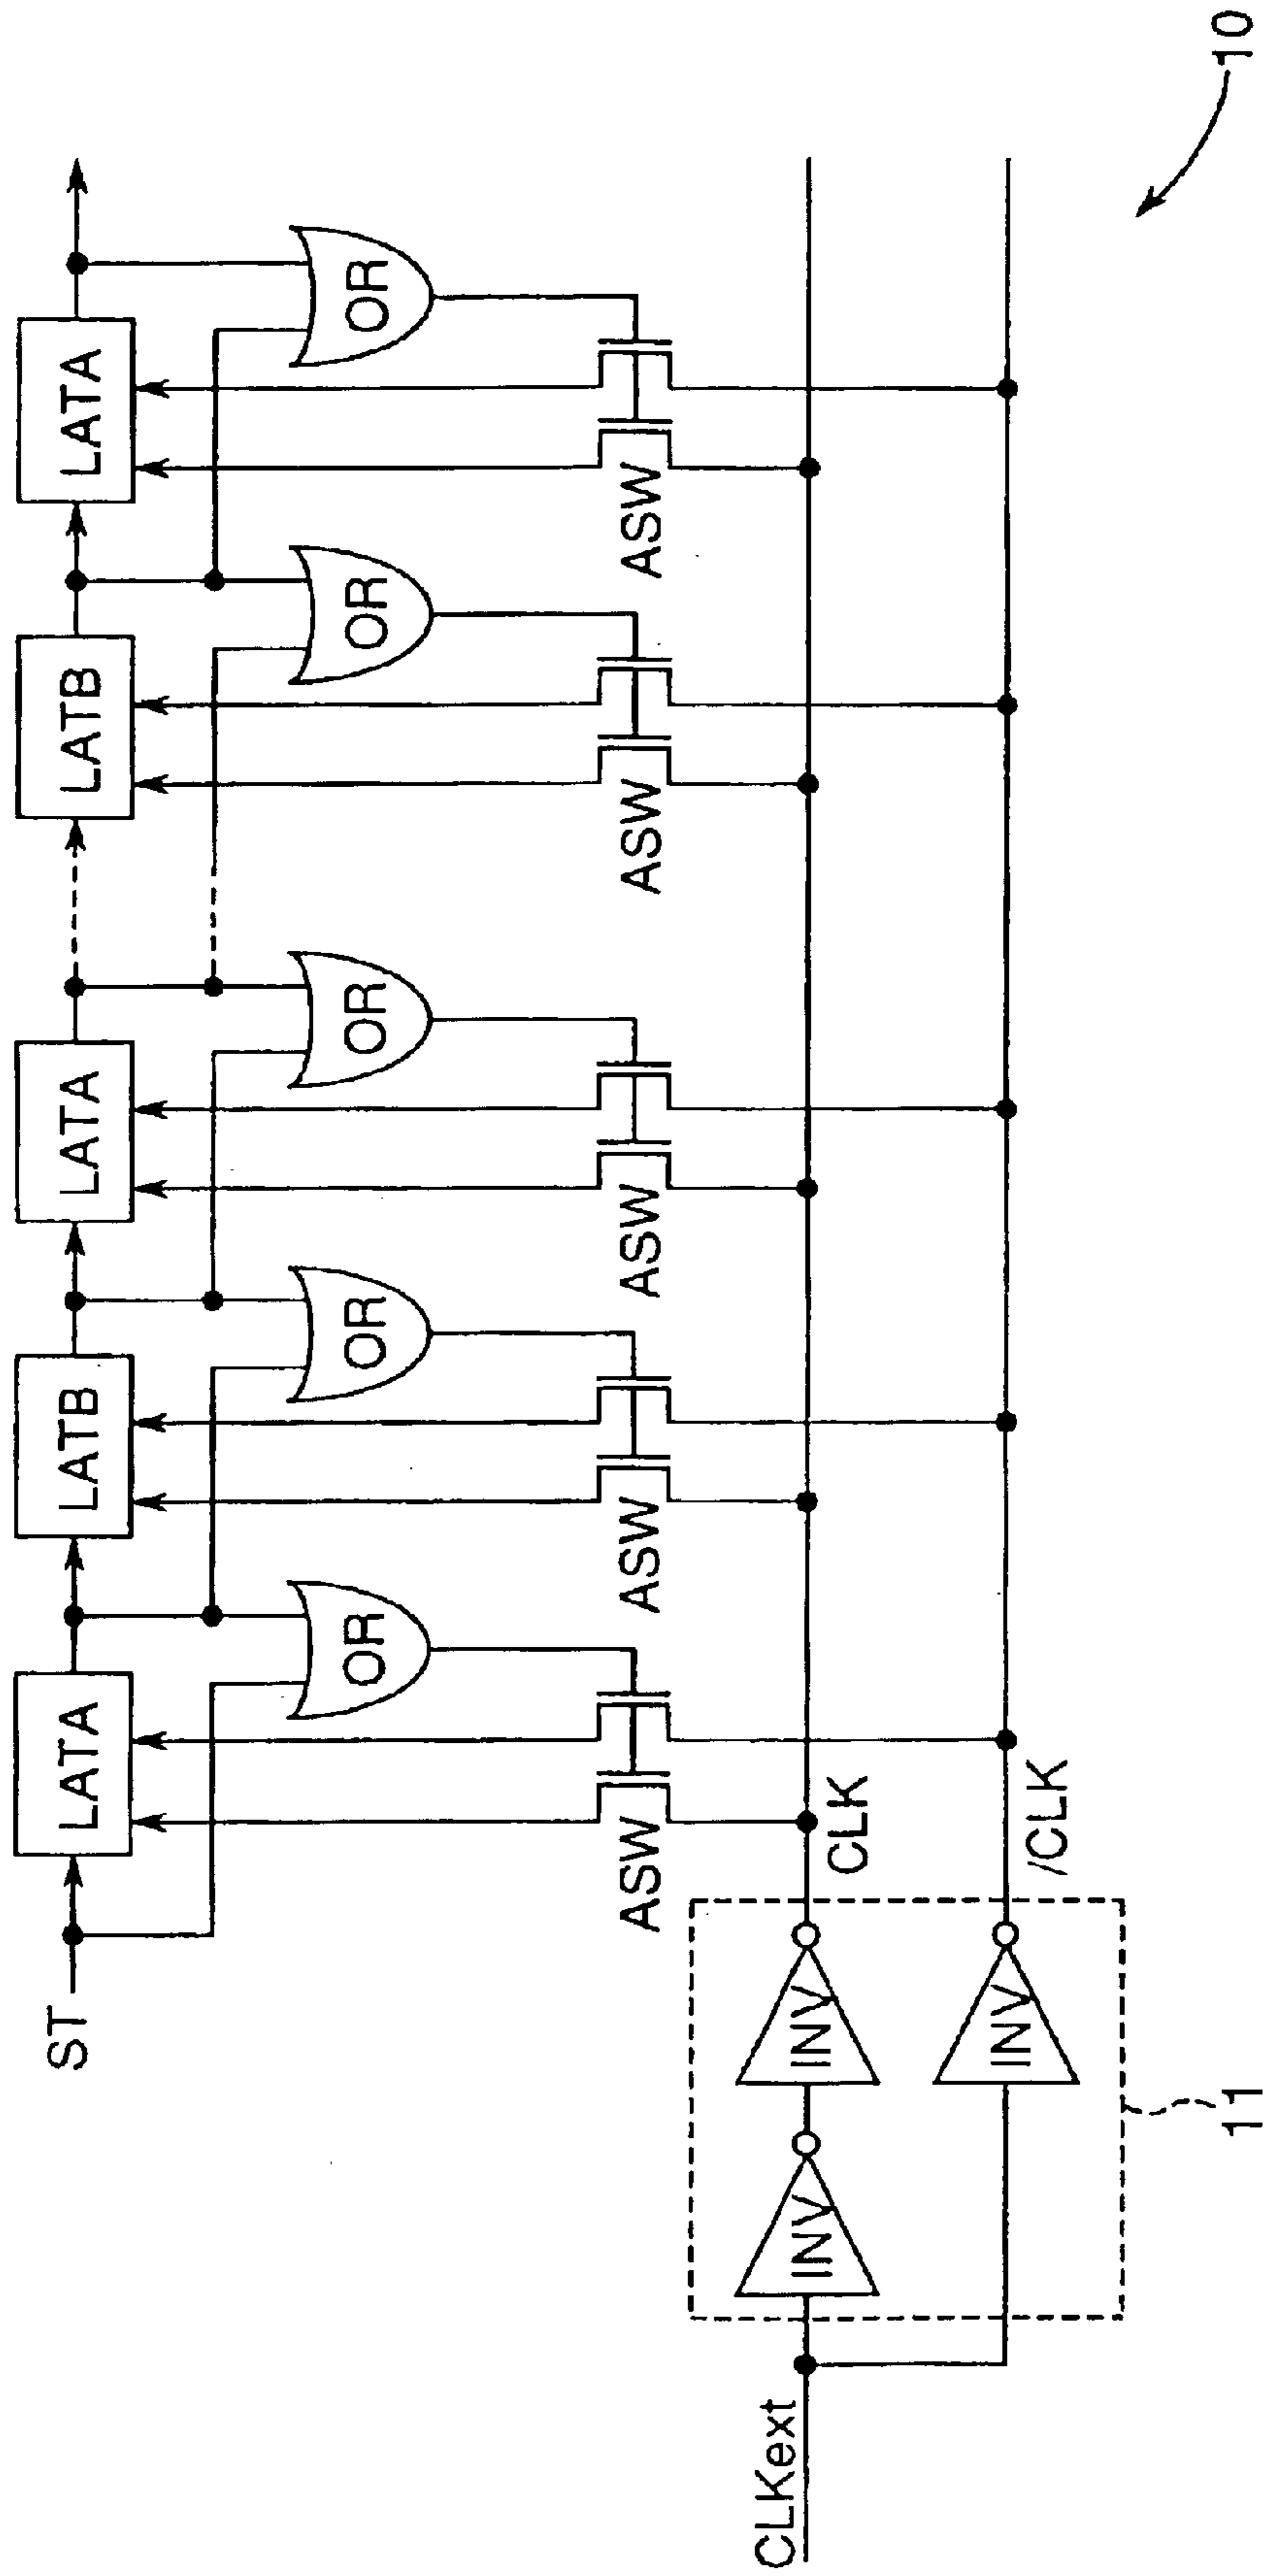 ST
LATA
LATB
LATA
LATB
LATA
OR
OR
OR
OR
OR
ASW
ASW
ASW
ASW
ASW
CLKext
INV
INV
CLK
INV
/CLK
11
10